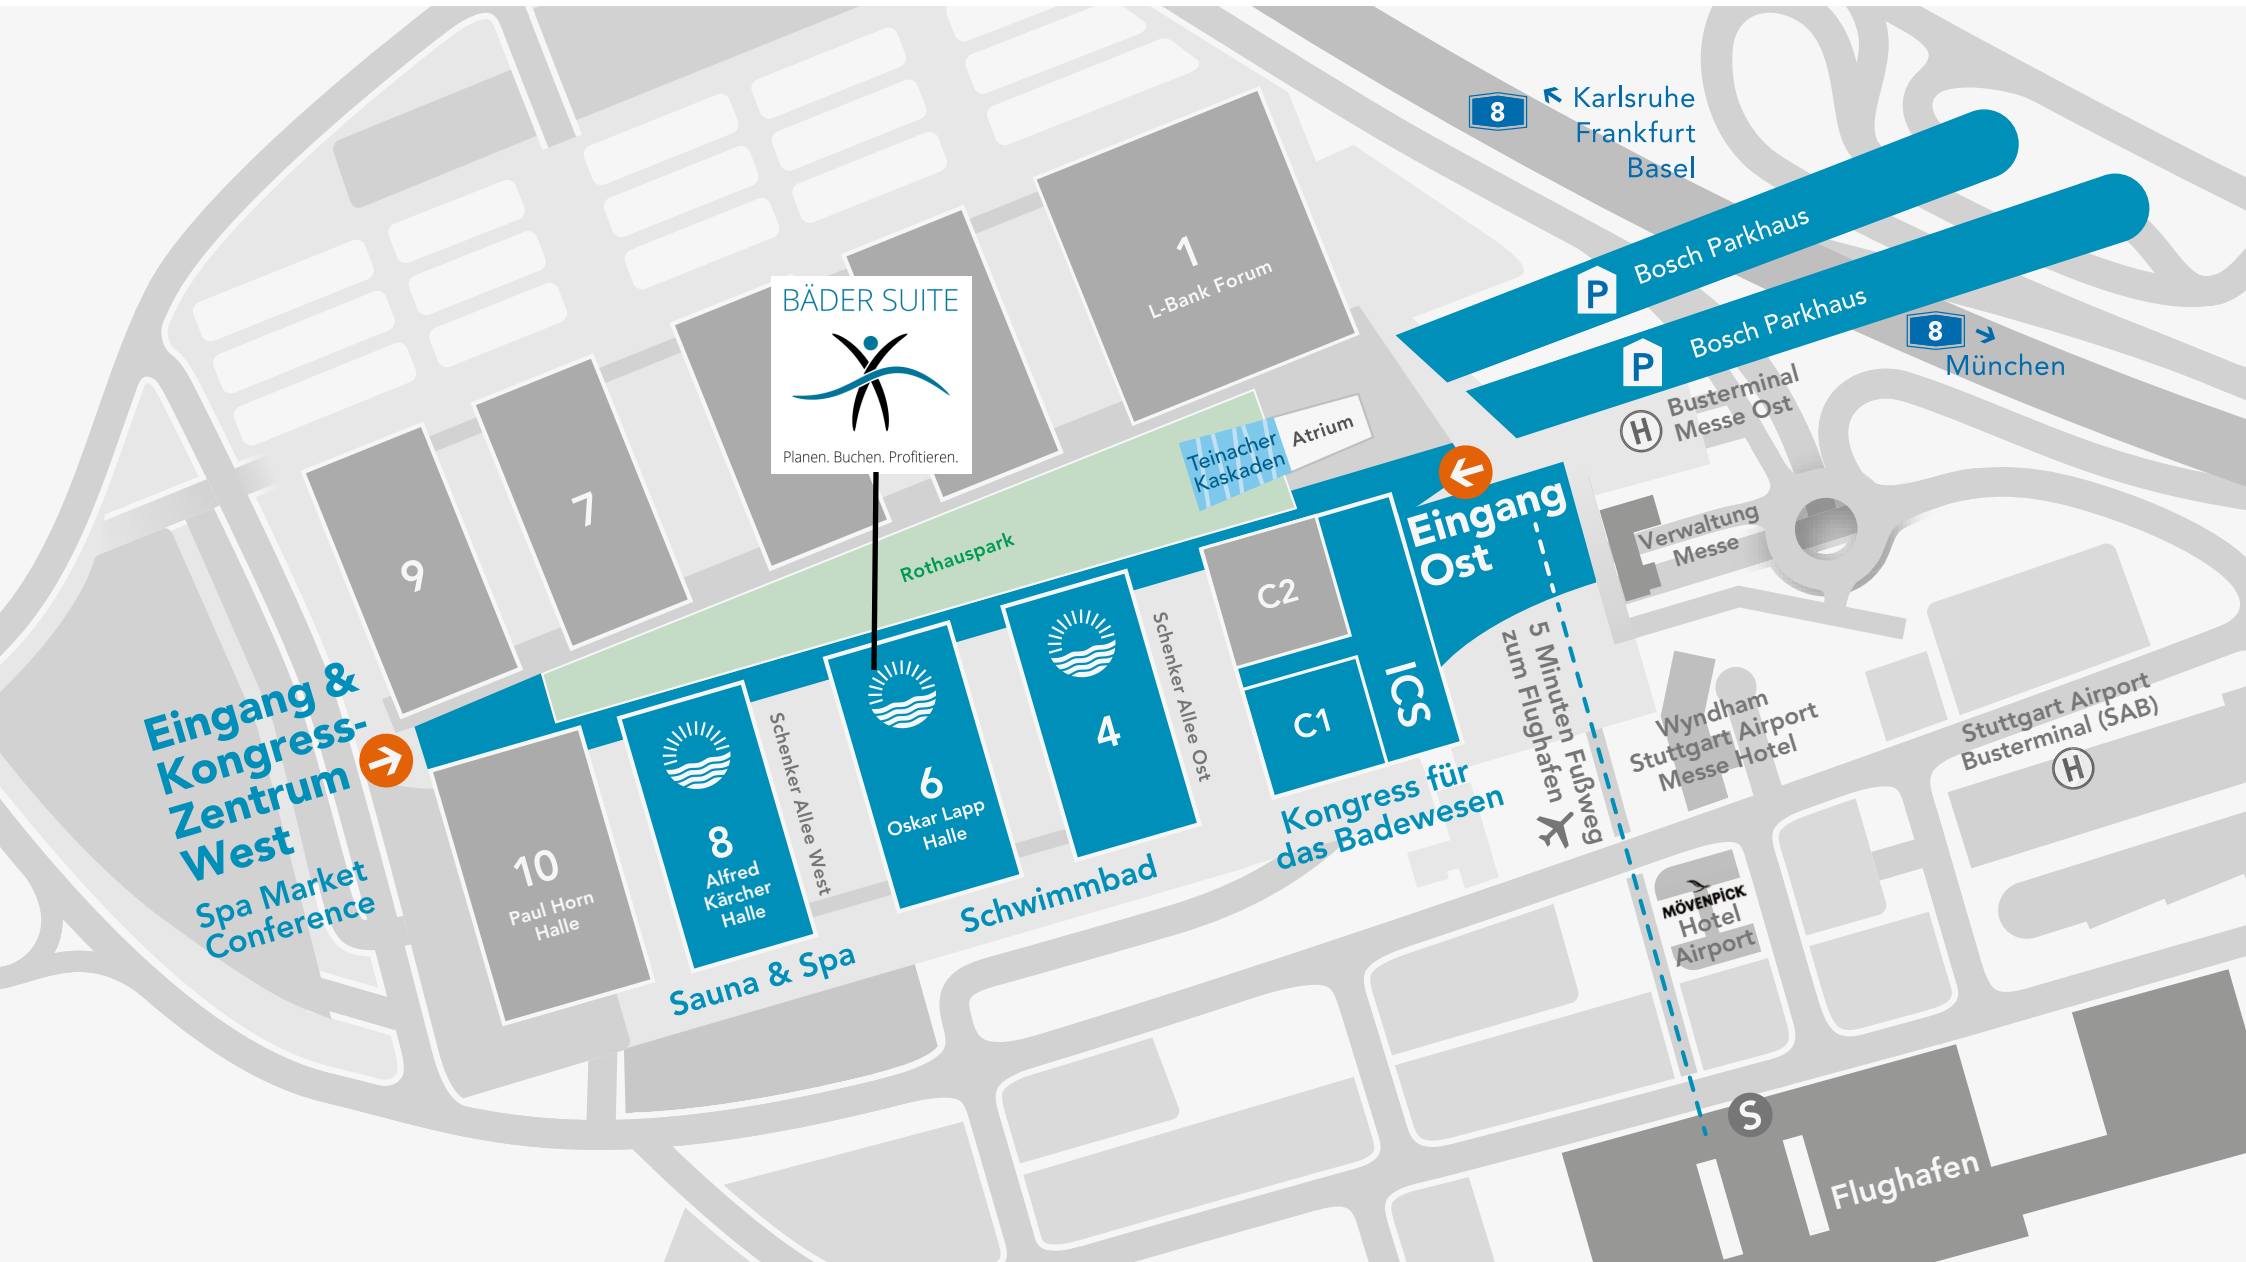 8
Karlsruhe
Frankfurt
Basel
P Bosch Parkhaus
P Bosch Parkhaus
8
München
H
Busterminal
Messe Ost
1
L-Bank Forum
BÄDER SUITE
Planen. Buchen. Profitieren.
7
9
Atrium
Teinacher
Kaskaden
Rothauspark
Eingang
Ost
Verwaltung
Messe
C2
C1
ICS
Schenker Allee Ost
4
6
Oskar Lapp
Halle
Schenker Allee West
8
Alfred
Kärcher
Halle
10
Paul Horn
Halle
Eingang &
Kongress-
Zentrum
West
Spa Market
Conference
Sauna & Spa
Schwimmbad
Kongress für
das Badewesen
5 Minuten Fußweg
zum Flughafen
Wyndham
Stuttgart Airport
Messe Hotel
Stuttgart Airport
Busterminal (SAB)
H
MÖVENPICK
Hotel
Airport
S
Flughafen